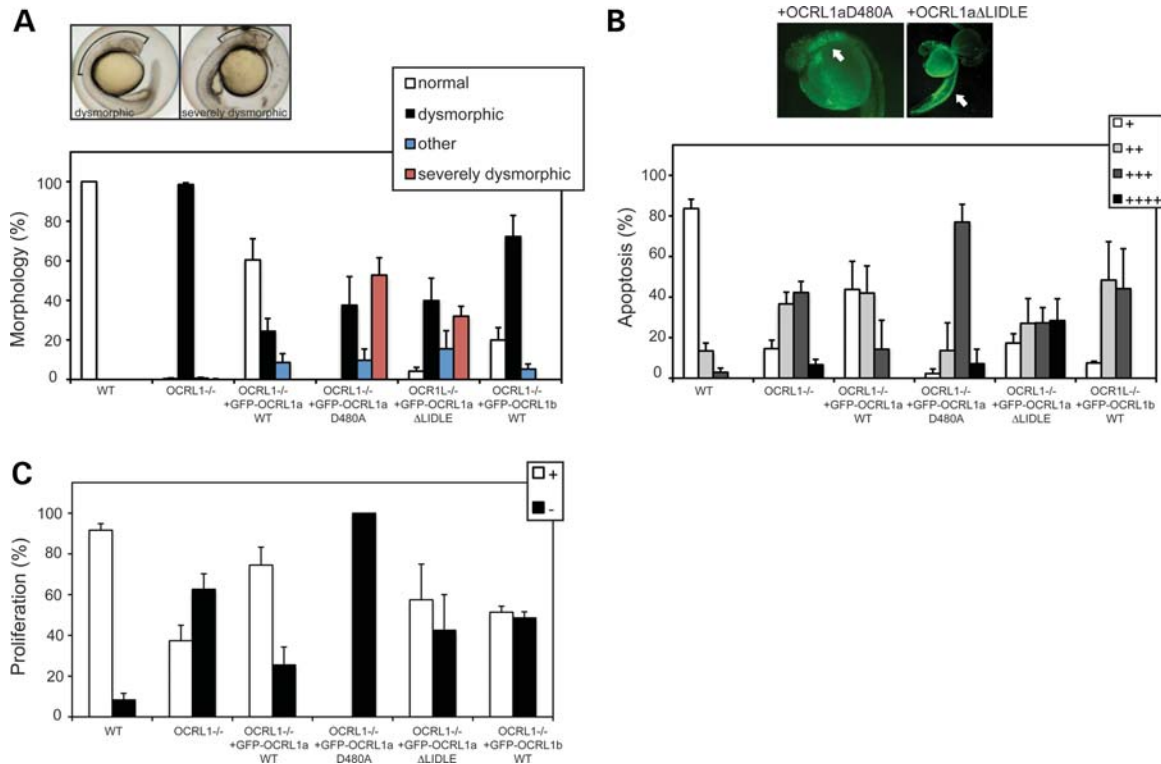 A
dysmorphic
severely dysmorphic
normal
dysmorphic
other
severely dysmorphic
Morphology (%)
100
80
60
40
20
0
WT
OCRL1-/-
OCRL1-/-
+GFP-OCRL1a
WT
OCRL1-/-
+GFP-OCRL1a
D480A
OCR1L-/-
+GFP-OCRL1a
ΔLIDLE
OCRL1-/-
+GFP-OCRL1b
WT
B
+OCRL1aD480A
+OCRL1aΔLIDLE
+
++
+++
++++
Apoptosis (%)
100
80
60
40
20
0
WT
OCRL1-/-
OCRL1-/-
+GFP-OCRL1a
WT
OCRL1-/-
+GFP-OCRL1a
D480A
OCRL1-/-
+GFP-OCRL1a
ΔLIDLE
OCR1L-/-
+GFP-OCRL1b
WT
C
+
-
Proliferation (%)
100
80
60
40
20
0
WT
OCRL1-/-
OCRL1-/-
+GFP-OCRL1a
WT
OCRL1-/-
+GFP-OCRL1a
D480A
OCRL1-/-
+GFP-OCRL1a
ΔLIDLE
OCRL1-/-
+GFP-OCRL1b
WT